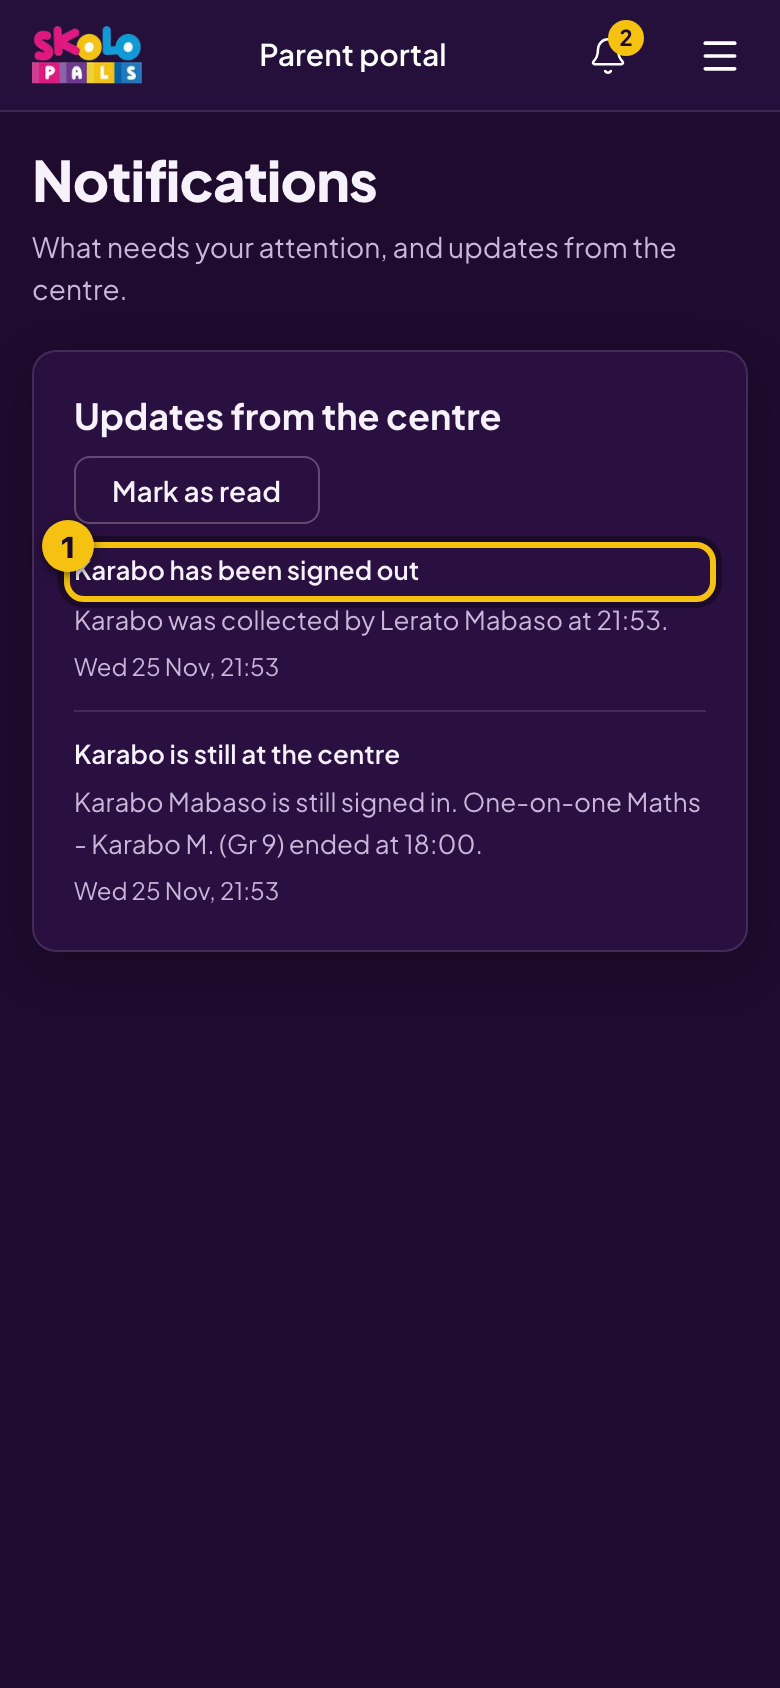 SKOLO
PALS
Parent portal
2
Notifications
What needs your attention, and updates from the
centre.
Updates from the centre
Mark as read
1
Karabo has been signed out
Karabo was collected by Lerato Mabaso at 21:53.
Wed 25 Nov, 21:53
Karabo is still at the centre
Karabo Mabaso is still signed in. One-on-one Maths
- Karabo M. (Gr 9) ended at 18:00.
Wed 25 Nov, 21:53